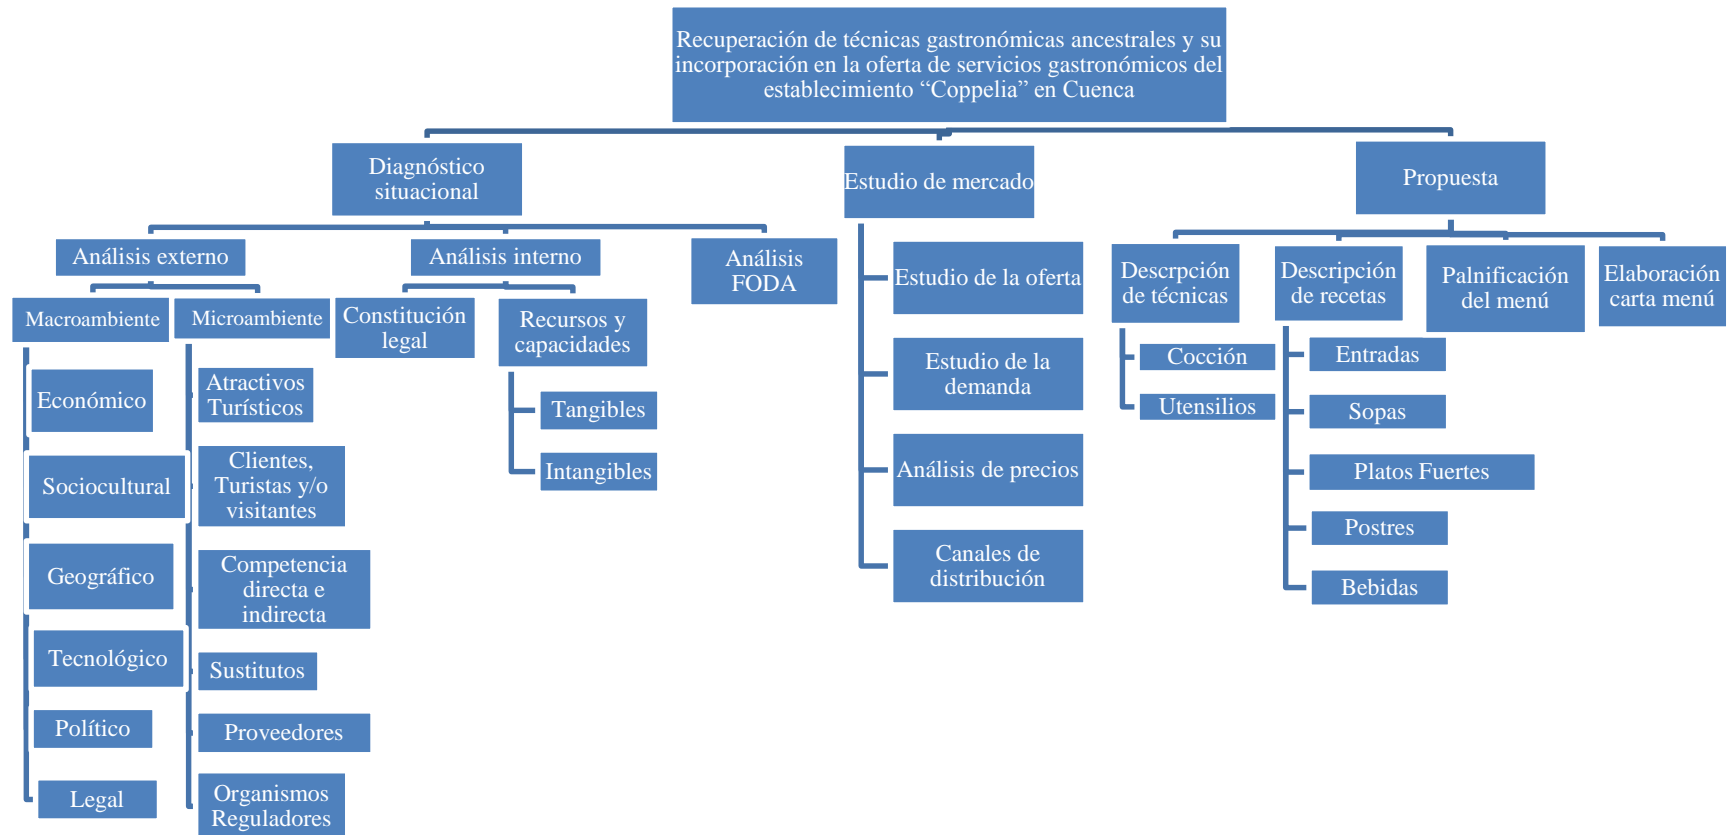 Recuperación de técnicas gastronómicas ancestrales y su
incorporación en la oferta de servicios gastronómicos del
establecimiento “Coppelia” en Cuenca
Diagnóstico
situacional
Estudio de mercado
Propuesta
Análisis externo
Análisis interno
Análisis
FODA
Macroambiente
Microambiente
Constitución
legal
Recursos y
capacidades
Económico
Sociocultural
Geográfico
Tecnológico
Político
Legal
Atractivos
Turísticos
Clientes,
Turistas y/o
visitantes
Competencia
directa e
indirecta
Sustitutos
Proveedores
Organismos
Reguladores
Tangibles
Intangibles
Estudio de la oferta
Estudio de la
demanda
Análisis de precios
Canales de
distribución
Descrpción
de técnicas
Descripción
de recetas
Palnificación
del menú
Elaboración
carta menú
Cocción
Utensilios
Entradas
Sopas
Platos Fuertes
Postres
Bebidas